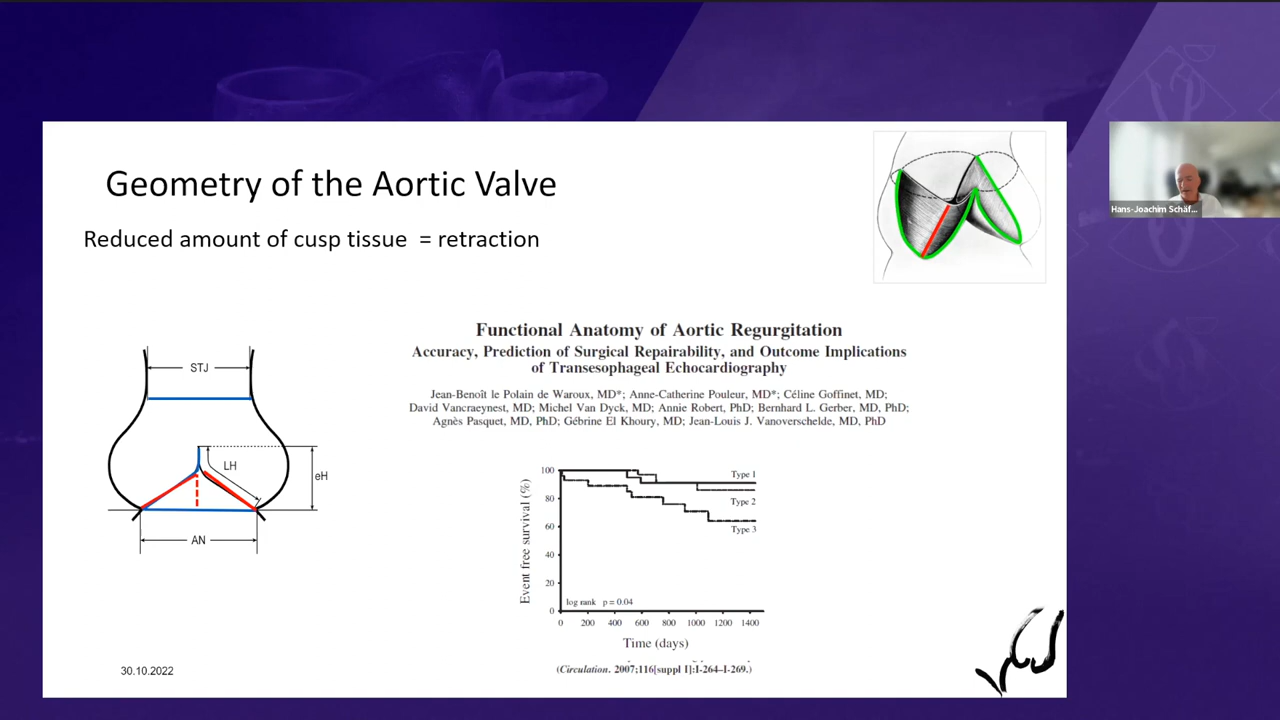 Geometry of the Aortic Valve
Reduced amount of cusp tissue = retraction
Hans-Joachim Schäf...
STJ
LH
eH
AN
Functional Anatomy of Aortic Regurgitation
Accuracy, Prediction of Surgical Repairability, and Outcome Implications
of Transesophageal Echocardiography
Jean-Benoît le Polain de Waroux, MD*; Anne-Catherine Pouleur, MD*; Céline Goffinet, MD;
David Vancraeynest, MD; Michel Van Dyck, MD; Annie Robert, PhD; Bernhard L. Gerber, MD, PhD;
Agnès Pasquet, MD, PhD; Gébrine El Khoury, MD; Jean-Louis J. Vanoverschelde, MD, PhD
Event free survival (%)
100
80
60
40
20
0
Type 1
Type 2
Type 3
log rank p = 0.04
0 200 400 600 800 1000 1200 1400
Time (days)
(Circulation. 2007;116[suppl I]:I-264–I-269.)
30.10.2022